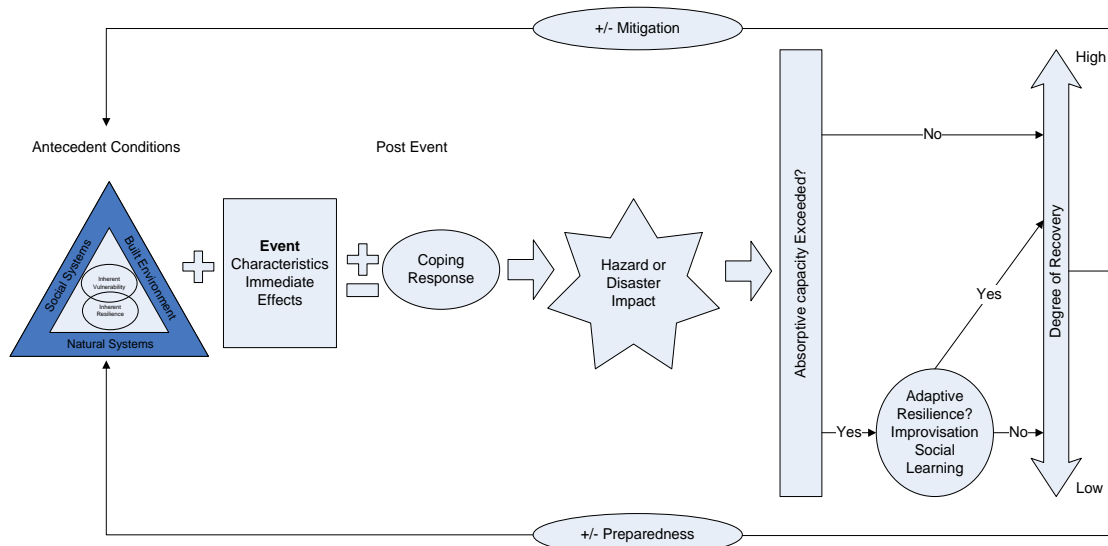 +/- Mitigation
High
No
Antecedent Conditions
Post Event
Social Systems
Built Environment
Natural Systems
Inherent
Vulnerability
Inherent
Resilience
Event
Characteristics
Immediate
Effects
Coping
Response
Hazard or
Disaster
Impact
Absorptive capacity Exceeded?
Yes
Adaptive
Resilience?
Improvisation
Social
Learning
Yes
No
Degree of Recovery
Low
+/- Preparedness